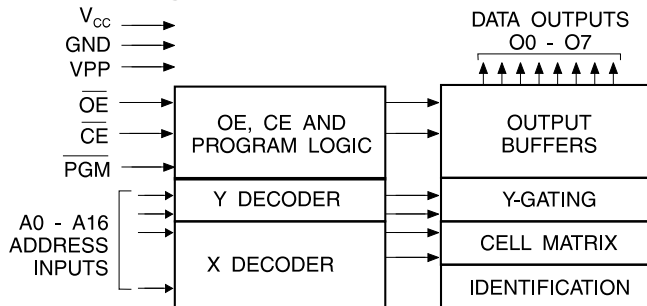 V_CC
GND
VPP
OE
CE
PGM
A0 - A16
ADDRESS
INPUTS
OE, CE AND
PROGRAM LOGIC
Y DECODER
X DECODER
DATA OUTPUTS
O0 - O7
OUTPUT
BUFFERS
Y-GATING
CELL MATRIX
IDENTIFICATION